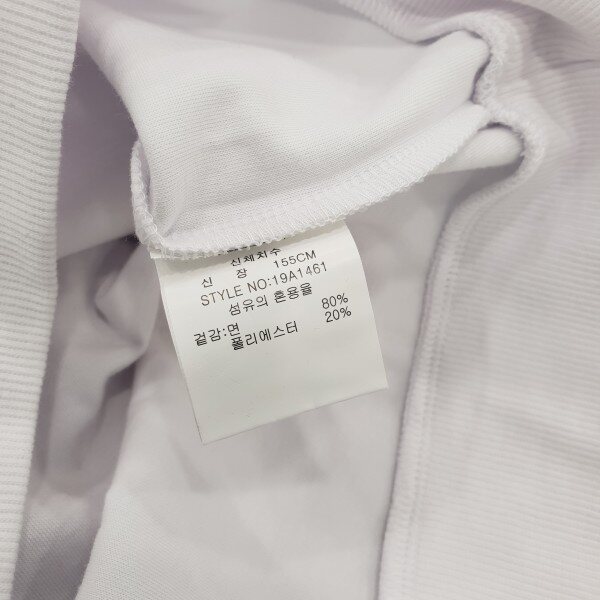 신체치수
신 장 155CM
STYLE NO:19A1461
섬유의 혼용율
겉감:면 80%
폴리에스터 20%